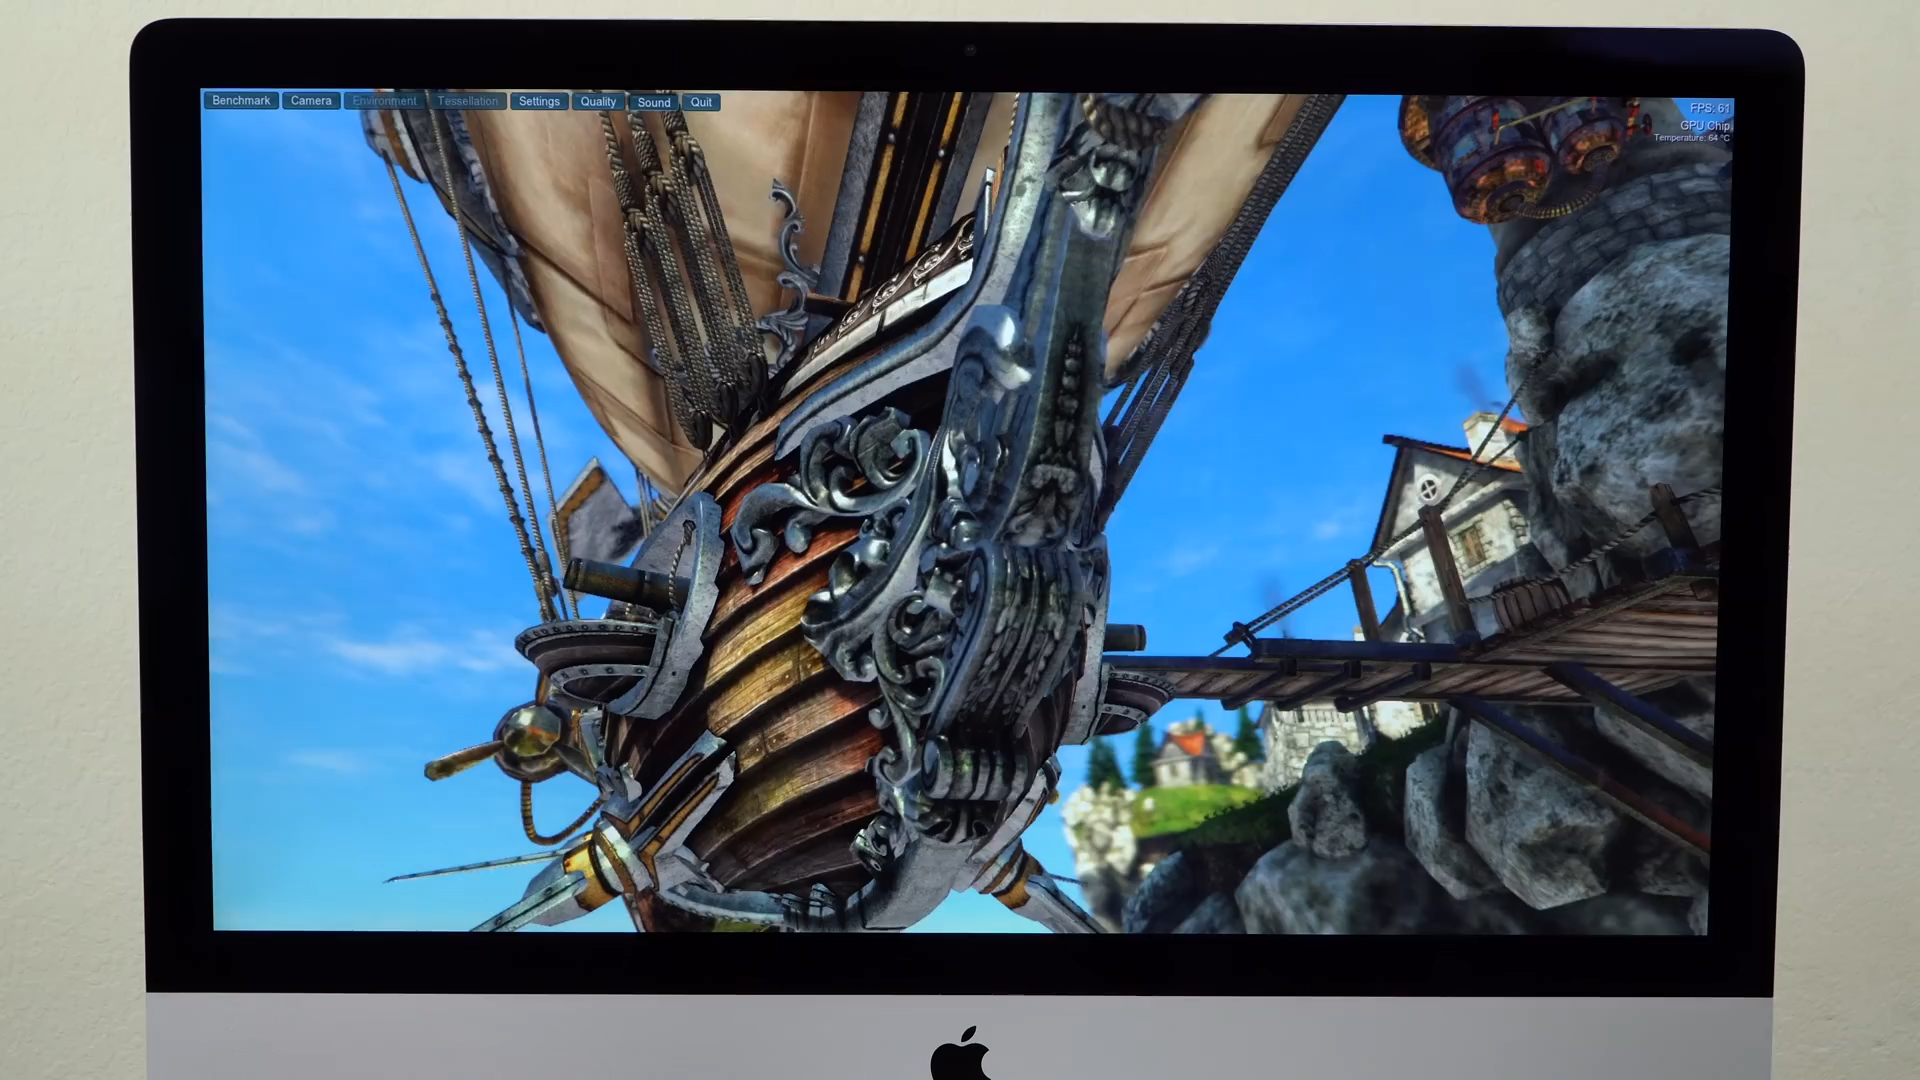 Benchmark Camera Environment Tessellation Settings Quality Sound Quit
FPS: 61
GPU Chip
Temperature: 64 °C